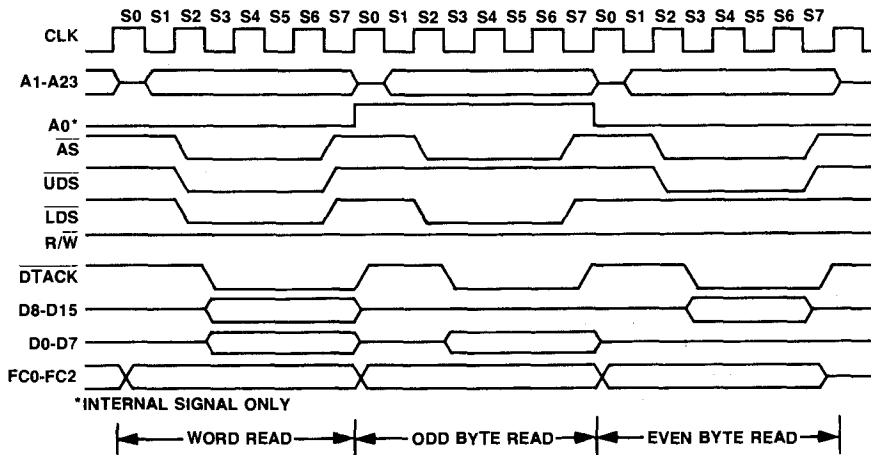 S0 S1 S2 S3 S4 S5 S6 S7 S0 S1 S2 S3 S4 S5 S6 S7 S0 S1 S2 S3 S4 S5 S6 S7
CLK
A1-A23
A0*
AS
UDS
LDS
R/W
DTACK
D8-D15
D0-D7
FC0-FC2
*INTERNAL SIGNAL ONLY
WORD READ ODD BYTE READ EVEN BYTE READ